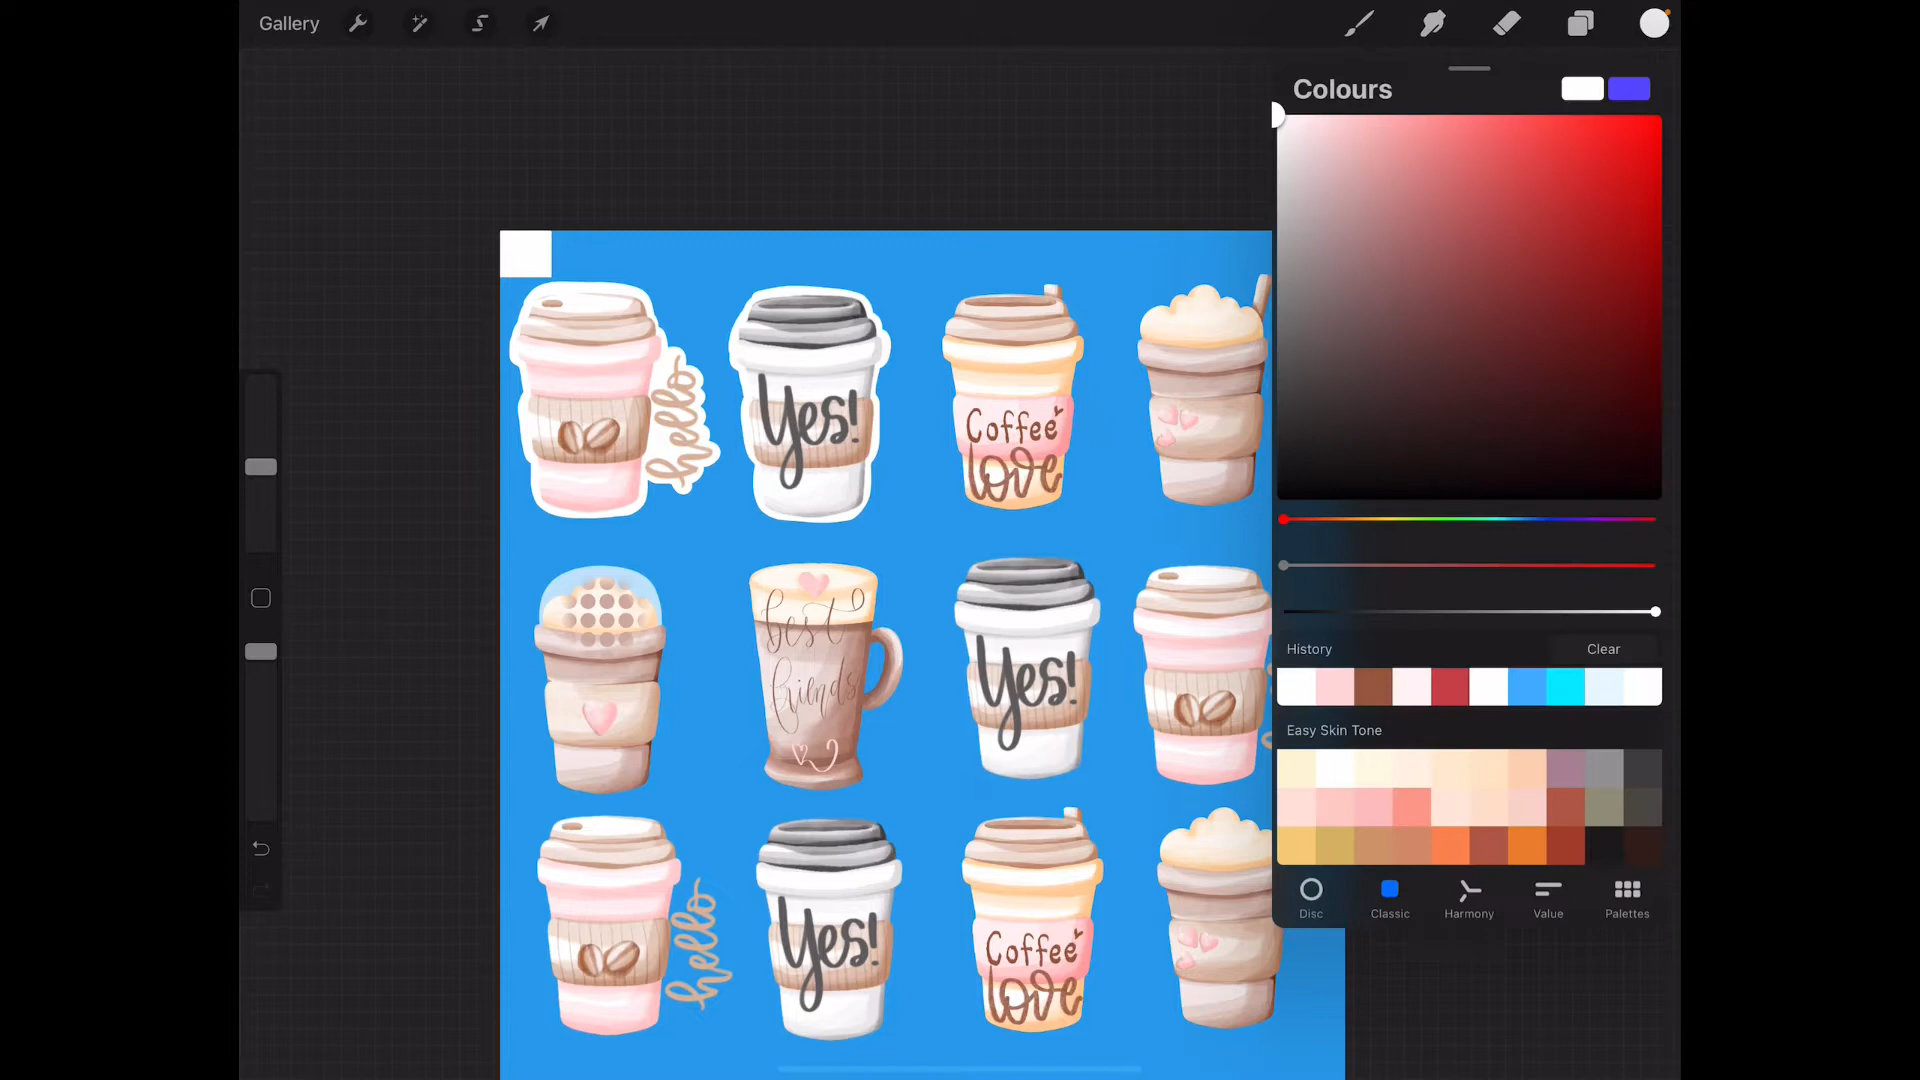 Gallery
Colours
hello
Yes!
Coffee
love
best
friends
Yes!
History
Clear
Easy Skin Tone
hello
Yes!
Coffee
love
Disc
Classic
Harmony
Value
Palettes